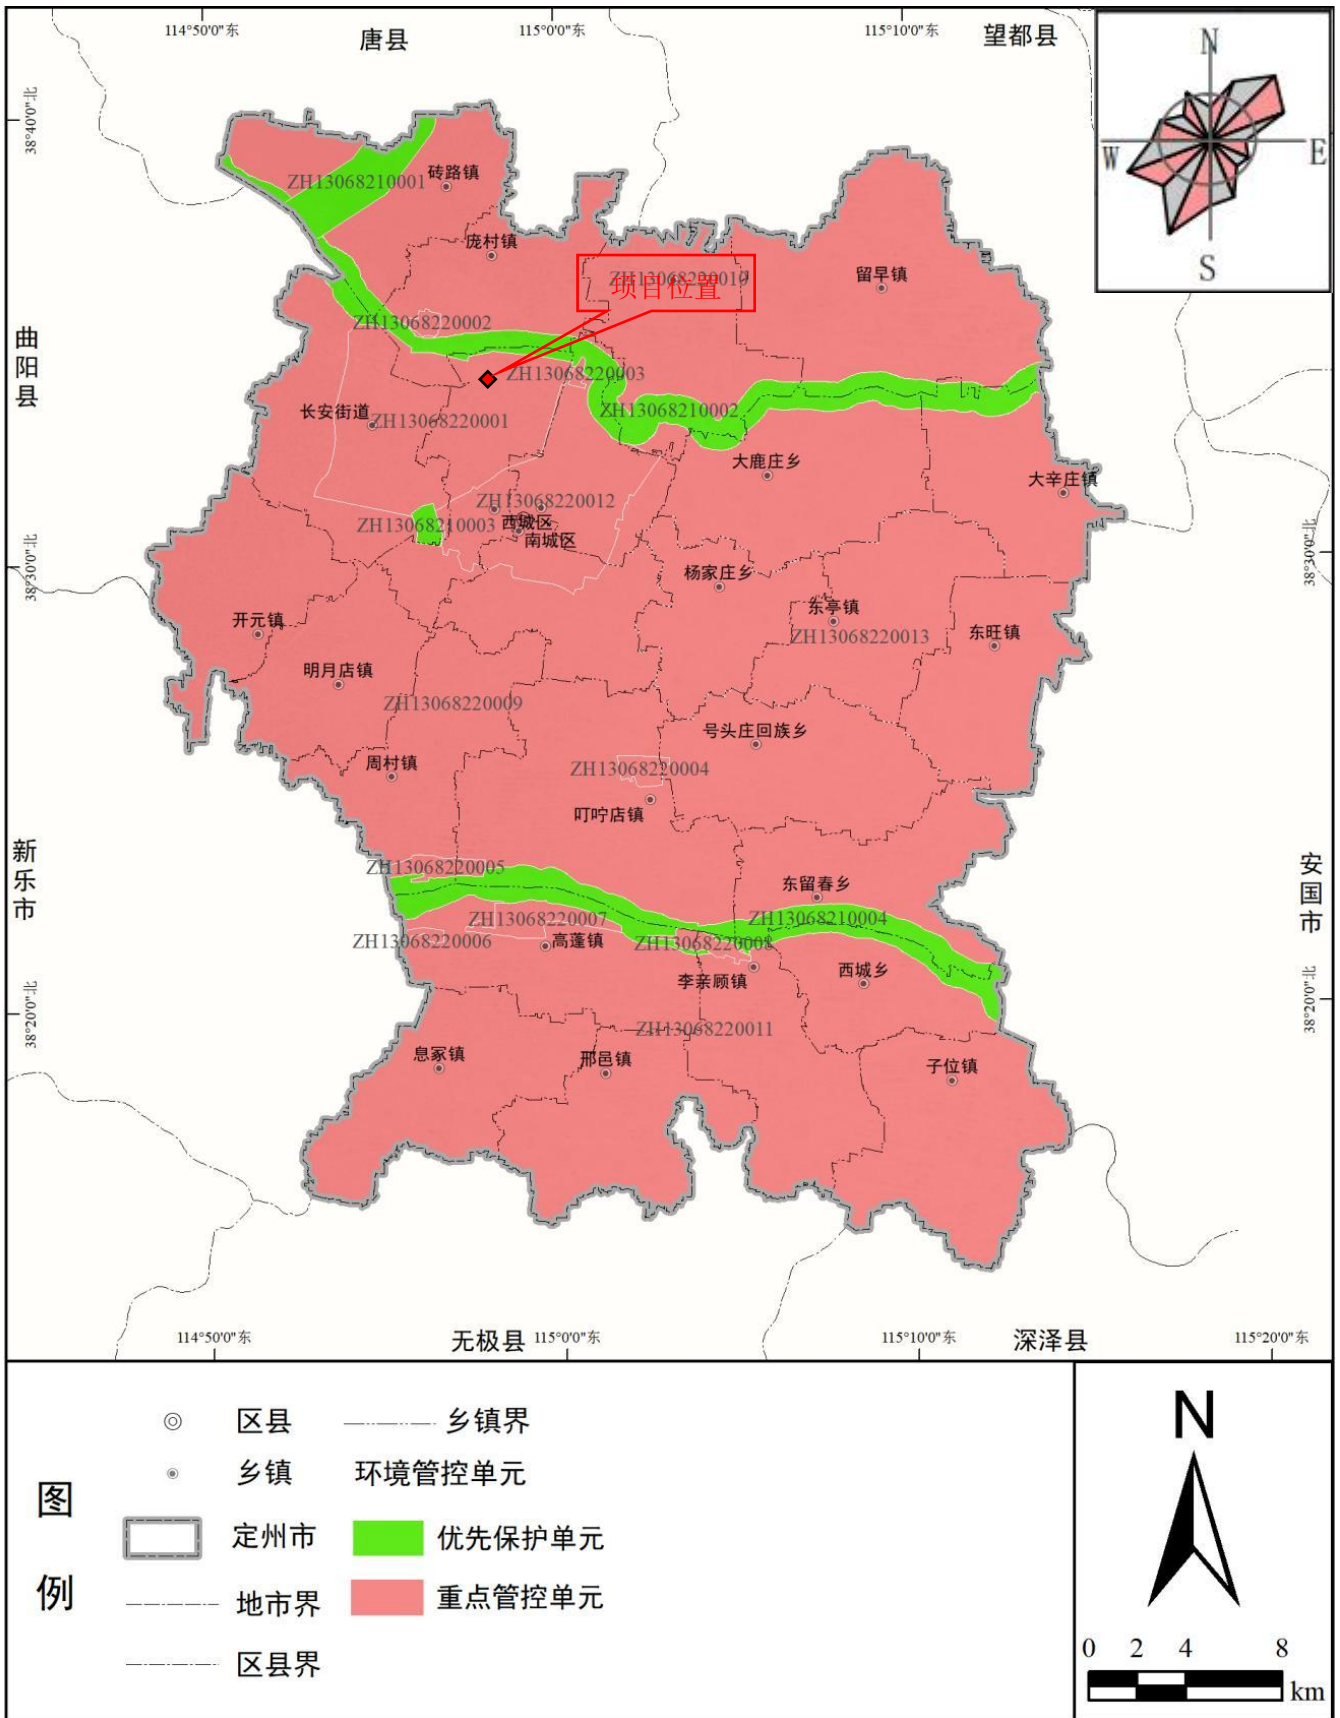 114°50'0"东
115°0'0"东
115°10'0"东
唐县
望都县
N
W
E
S
38°40'0"北
砖路镇
ZH13068210001
庞村镇
留早镇
ZH13068220010
项目位置
曲阳县
ZH13068220002
ZH13068220003
长安街道
ZH13068220001
ZH13068210002
大鹿庄乡
大辛庄镇
ZH13068220012
西城区
ZH13068210003
南城区
38°30'0"北
38°30'0"北
杨家庄乡
开元镇
东亭镇
ZH13068220013
东旺镇
明月店镇
ZH13068220009
号头庄回族乡
周村镇
ZH13068220004
叮咛店镇
新乐市
安国市
ZH13068220005
东留春乡
ZH13068220007
ZH13068210004
ZH13068220006
高蓬镇
ZH13068220008
李亲顾镇
西城乡
38°20'0"北
38°20'0"北
ZH13068220011
息冢镇
邢邑镇
子位镇
114°50'0"东
无极县
115°0'0"东
115°10'0"东
深泽县
115°20'0"东
图例
区县
乡镇界
乡镇
环境管控单元
定州市
优先保护单元
地市界
重点管控单元
区县界
N
0 2 4 8
km